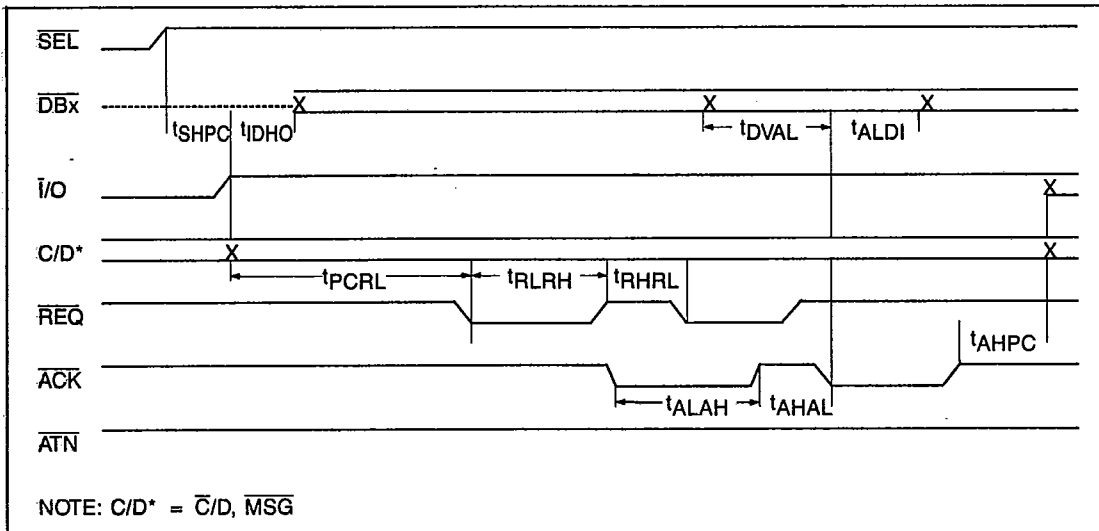 SEL
DBx
X
X
X
tSHPC
tIDHO
tDVAL
tALDI
I/O
X
C/D*
X
X
tPCRL
tRLRH
tRHRL
REQ
tAHPC
ACK
tALAH
tAHAL
ATN
NOTE: C/D* = C/D, MSG